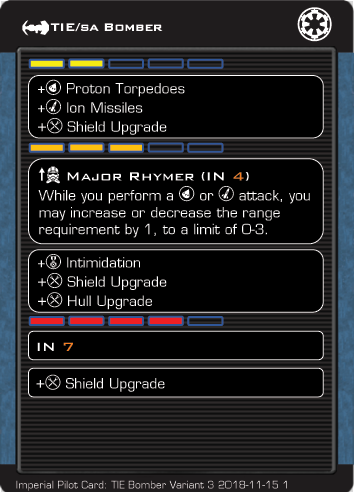 TIE/sa Bomber
+ Proton Torpedoes
+ Ion Missiles
+ Shield Upgrade
Major Rhymer (IN 4)
While you perform a or attack, you
may increase or decrease the range
requirement by 1, to a limit of 0-3.
+ Intimidation
+ Shield Upgrade
+ Hull Upgrade
IN 7
+ Shield Upgrade
Imperial Pilot Card: TIE Bomber Variant 3 2018-11-15 1